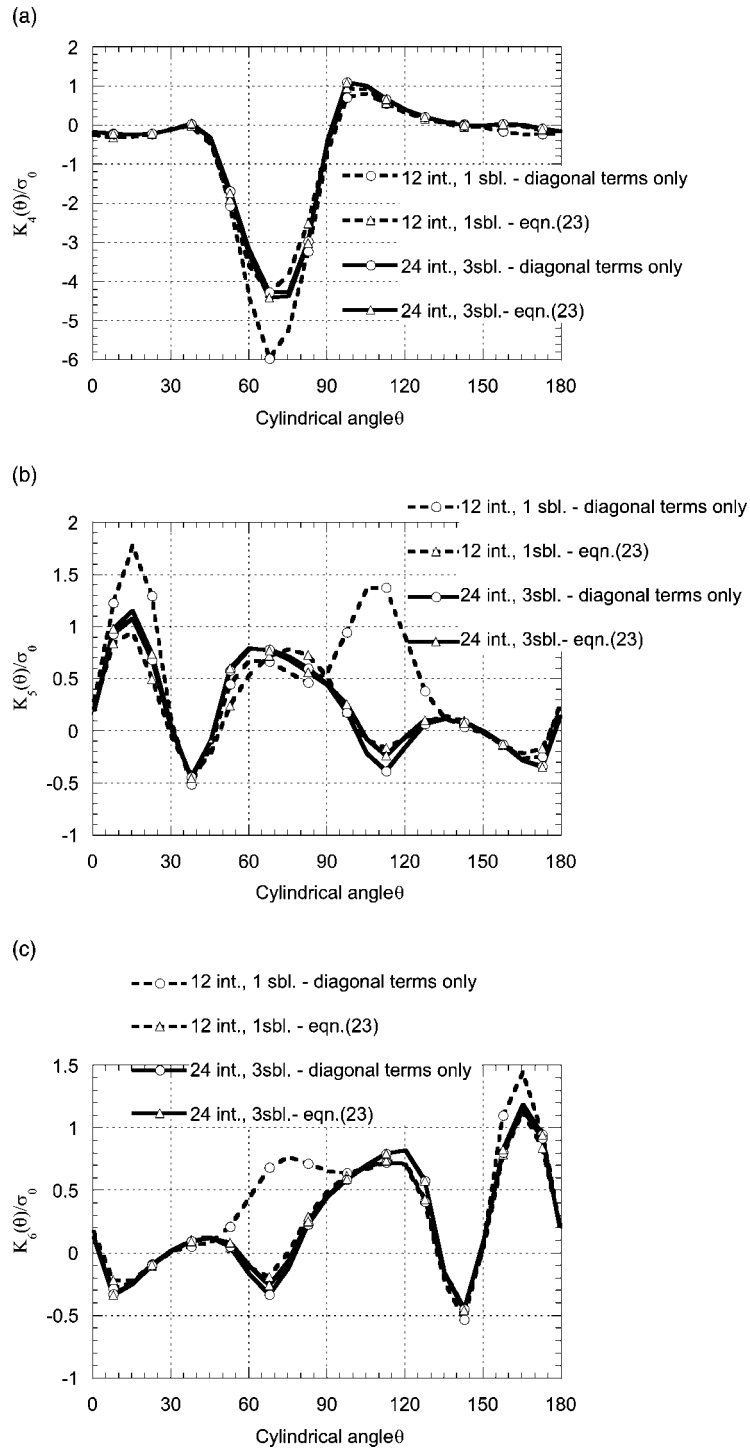 (a)
2
1
0
-1
-2
-3
-4
-5
-6
K₄(θ)/σ₀
12 int., 1 sbl. - diagonal terms only
12 int., 1sbl. - eqn.(23)
24 int., 3sbl. - diagonal terms only
24 int., 3sbl.- eqn.(23)
0 30 60 90 120 150 180
Cylindrical angleθ
(b)
2
1.5
1
0.5
0
-0.5
-1
K₅(θ)/σ₀
12 int., 1 sbl. - diagonal terms only
12 int., 1sbl. - eqn.(23)
24 int., 3sbl. - diagonal terms only
24 int., 3sbl.- eqn.(23)
0 30 60 90 120 150 180
Cylindrical angleθ
(c)
12 int., 1 sbl. - diagonal terms only
12 int., 1sbl. - eqn.(23)
24 int., 3sbl. - diagonal terms only
24 int., 3sbl.- eqn.(23)
1.5
1
0.5
0
-0.5
-1
K₆(θ)/σ₀
0 30 60 90 120 150 180
Cylindrical angleθ